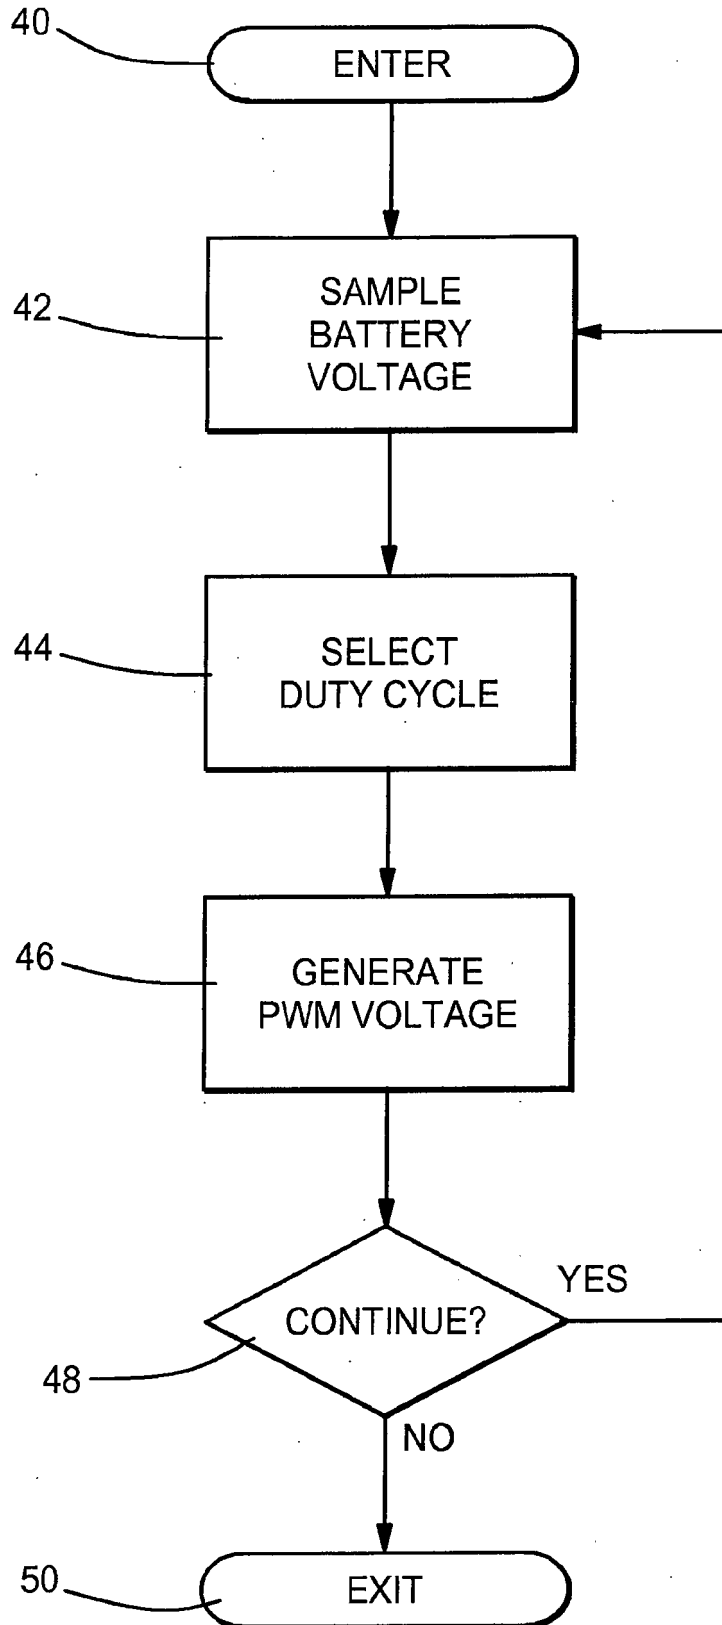 40
ENTER
42
SAMPLE
BATTERY
VOLTAGE
44
SELECT
DUTY CYCLE
46
GENERATE
PWM VOLTAGE
YES
CONTINUE?
48
NO
50
EXIT